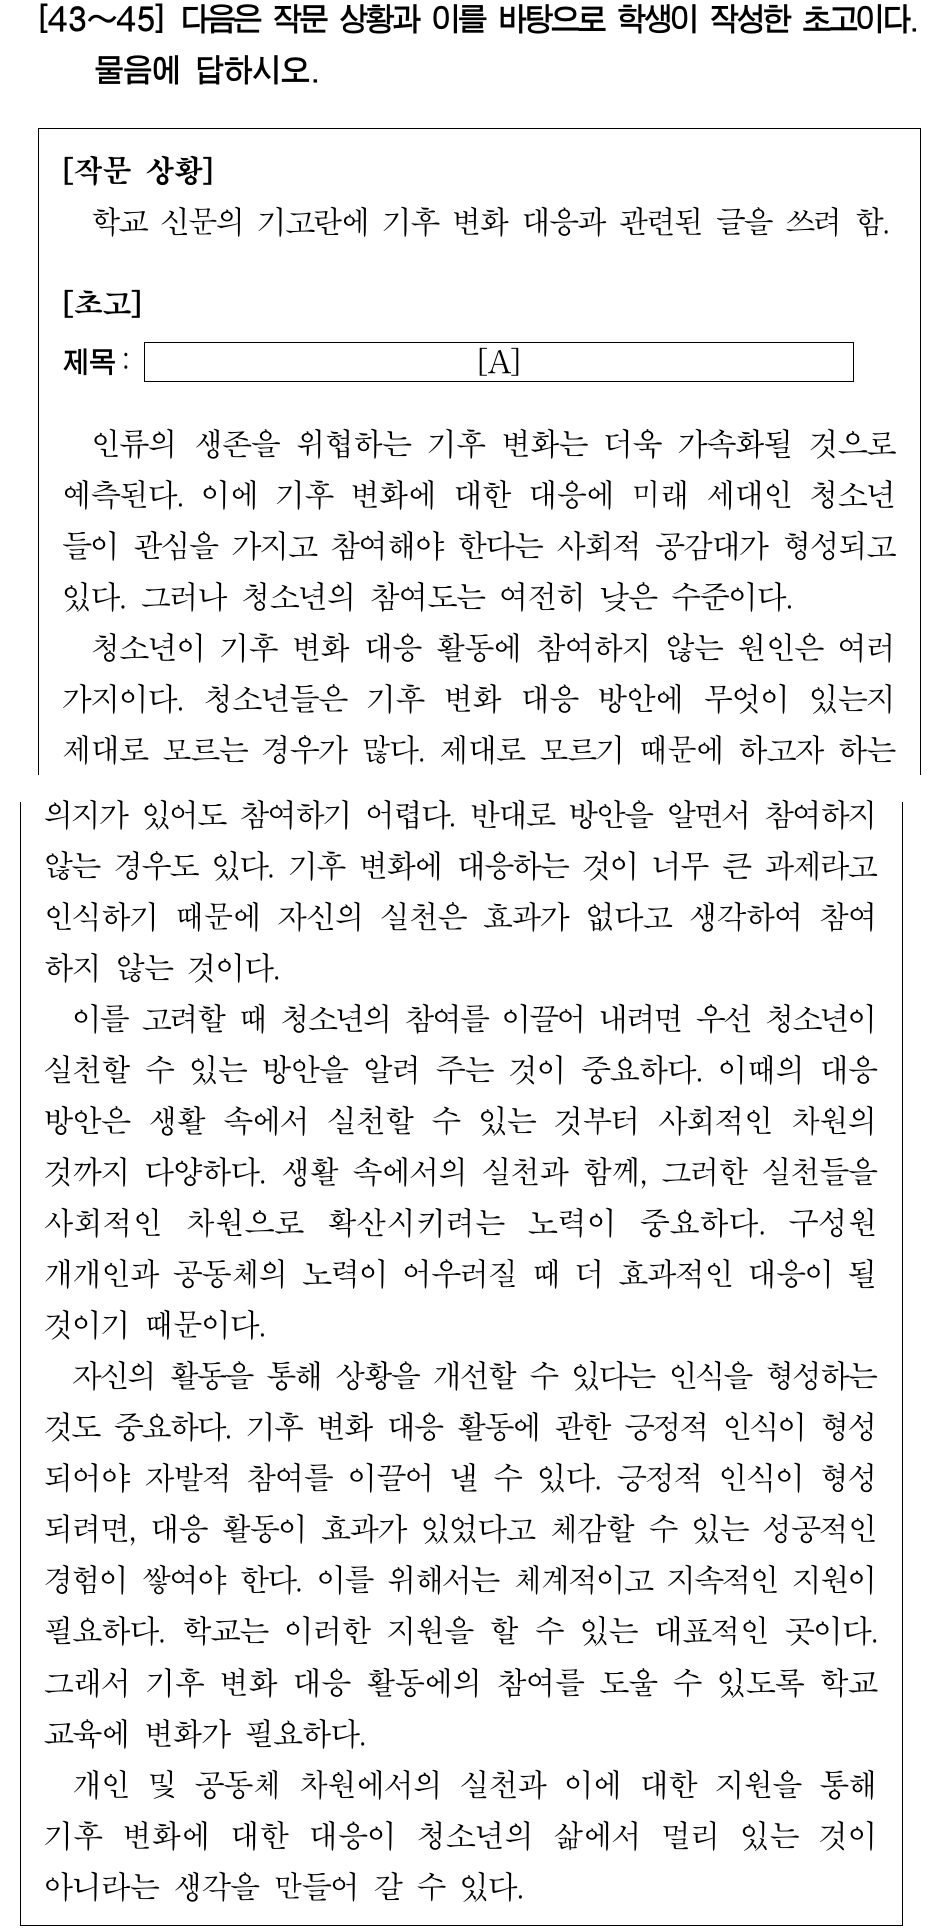 [43～45] 다음은 작문 상황과 이를 바탕으로 학생이 작성한 초고이다.
물음에 답하시오.
[작문 상황]
학교 신문의 기고란에 기후 변화 대응과 관련된 글을 쓰려 함.
[초고]
제목 : [A]
인류의 생존을 위협하는 기후 변화는 더욱 가속화될 것으로
예측된다. 이에 기후 변화에 대한 대응에 미래 세대인 청소년
들이 관심을 가지고 참여해야 한다는 사회적 공감대가 형성되고
있다. 그러나 청소년의 참여도는 여전히 낮은 수준이다.
청소년이 기후 변화 대응 활동에 참여하지 않는 원인은 여러
가지이다. 청소년들은 기후 변화 대응 방안에 무엇이 있는지
제대로 모르는 경우가 많다. 제대로 모르기 때문에 하고자 하는
의지가 있어도 참여하기 어렵다. 반대로 방안을 알면서 참여하지
않는 경우도 있다. 기후 변화에 대응하는 것이 너무 큰 과제라고
인식하기 때문에 자신의 실천은 효과가 없다고 생각하여 참여
하지 않는 것이다.
이를 고려할 때 청소년의 참여를 이끌어 내려면 우선 청소년이
실천할 수 있는 방안을 알려 주는 것이 중요하다. 이때의 대응
방안은 생활 속에서 실천할 수 있는 것부터 사회적인 차원의
것까지 다양하다. 생활 속에서의 실천과 함께, 그러한 실천들을
사회적인 차원으로 확산시키려는 노력이 중요하다. 구성원
개개인과 공동체의 노력이 어우러질 때 더 효과적인 대응이 될
것이기 때문이다.
자신의 활동을 통해 상황을 개선할 수 있다는 인식을 형성하는
것도 중요하다. 기후 변화 대응 활동에 관한 긍정적 인식이 형성
되어야 자발적 참여를 이끌어 낼 수 있다. 긍정적 인식이 형성
되려면, 대응 활동이 효과가 있었다고 체감할 수 있는 성공적인
경험이 쌓여야 한다. 이를 위해서는 체계적이고 지속적인 지원이
필요하다. 학교는 이러한 지원을 할 수 있는 대표적인 곳이다.
그래서 기후 변화 대응 활동에의 참여를 도울 수 있도록 학교
교육에 변화가 필요하다.
개인 및 공동체 차원에서의 실천과 이에 대한 지원을 통해
기후 변화에 대한 대응이 청소년의 삶에서 멀리 있는 것이
아니라는 생각을 만들어 갈 수 있다.